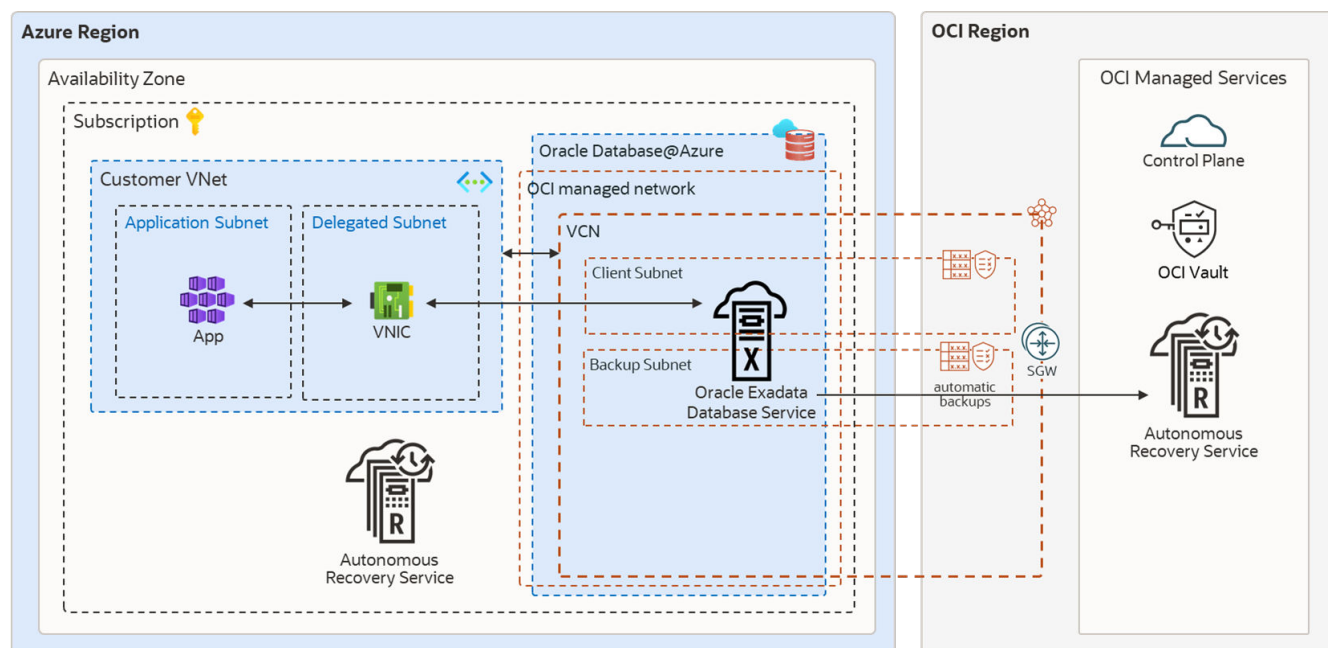 Azure Region
Availability Zone
Subscription
Customer VNet
Application Subnet
App
Delegated Subnet
VNIC
Oracle Database@Azure
OCI managed network
VCN
Client Subnet
X
Backup Subnet
Oracle Exadata
Database Service
automatic
backups
SGW
R
Autonomous
Recovery Service
OCI Region
OCI Managed Services
Control Plane
OCI Vault
R
Autonomous
Recovery Service